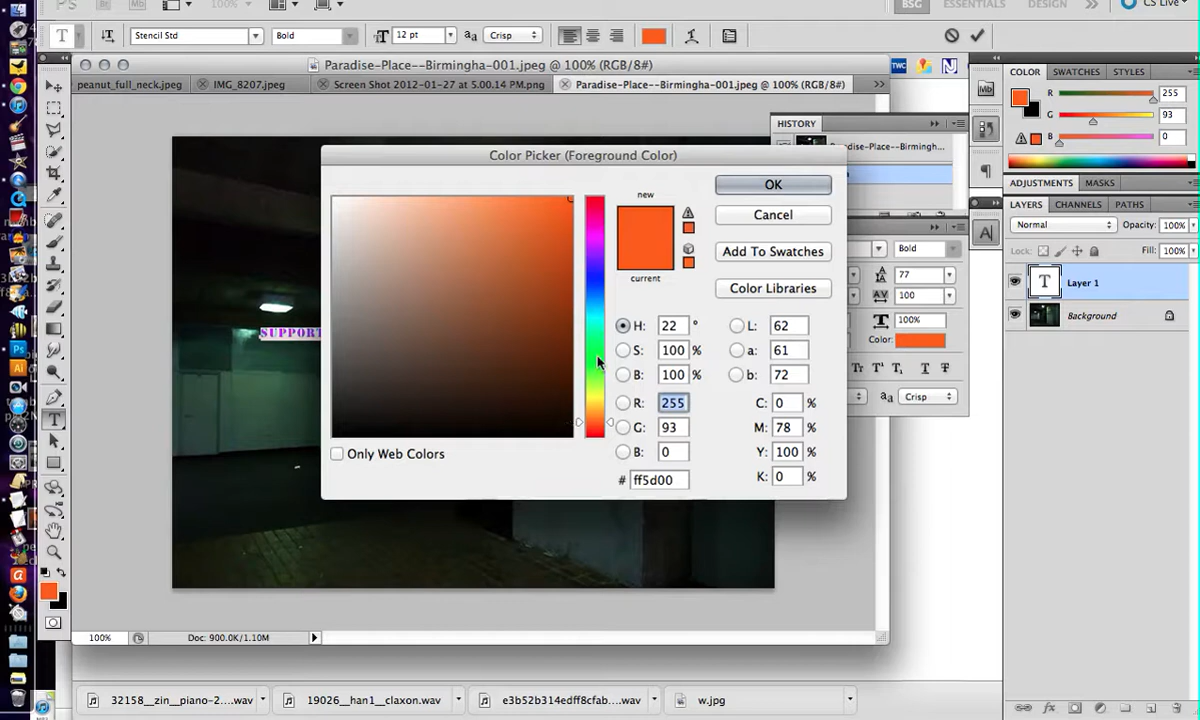 BSG ESSENTIALS DESIGN CS Live
T Stencil Std Bold 12 pt Crisp
Paradise-Place--Birmingha-001.jpeg @ 100% (RGB/8#)
peanut_full_neck.jpeg IMG_8207.jpeg Screen Shot 2012-01-27 at 5.00.14 PM.png Paradise-Place--Birmingha-001.jpeg @ 100% (RGB/8#)
COLOR SWATCHES STYLES
R 255
G 93
B 0
HISTORY
Paradise-Place--Birmingh...
ADJUSTMENTS MASKS
LAYERS CHANNELS PATHS
Normal Opacity: 100%
Lock: Fill: 100%
T Layer 1
Background
Bold
77
100
100%
Color:
Crisp
Color Picker (Foreground Color)
new
current
OK
Cancel
Add To Swatches
Color Libraries
H: 22 °
S: 100 %
B: 100 %
R: 255
G: 93
B: 0
# ff5d00
L: 62
a: 61
b: 72
C: 0 %
M: 78 %
Y: 100 %
K: 0 %
Only Web Colors
SUPPORT
100% Doc: 900.0K/1.10M
32158__zin__piano-2....wav 19026__han1__claxon.wav e3b52b314edff8cfab....wav w.jpg